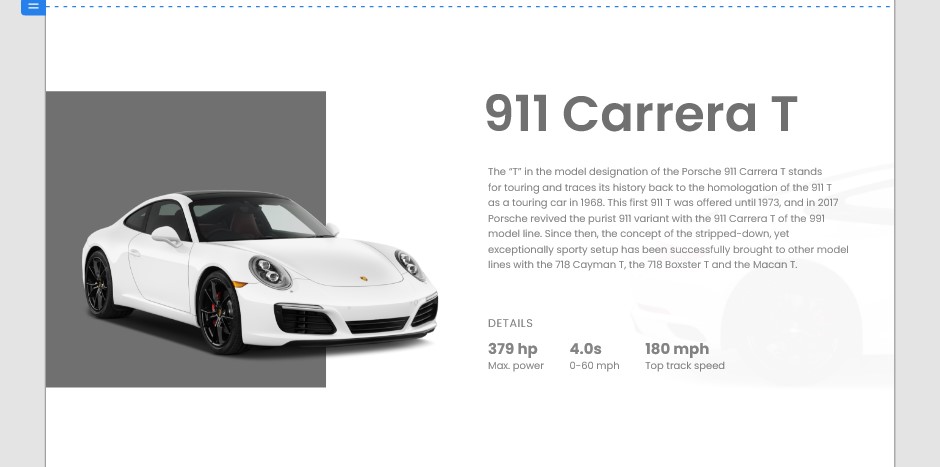 911 Carrera T
The “T” in the model designation of the Porsche 911 Carrera T stands
for touring and traces its history back to the homologation of the 911 T
as a touring car in 1968. This first 911 T was offered until 1973, and in 2017
Porsche revived the purist 911 variant with the 911 Carrera T of the 991
model line. Since then, the concept of the stripped-down, yet
exceptionally sporty setup has been successfully brought to other model
lines with the 718 Cayman T, the 718 Boxster T and the Macan T.
DETAILS
379 hp 4.0s 180 mph
Max. power 0-60 mph Top track speed